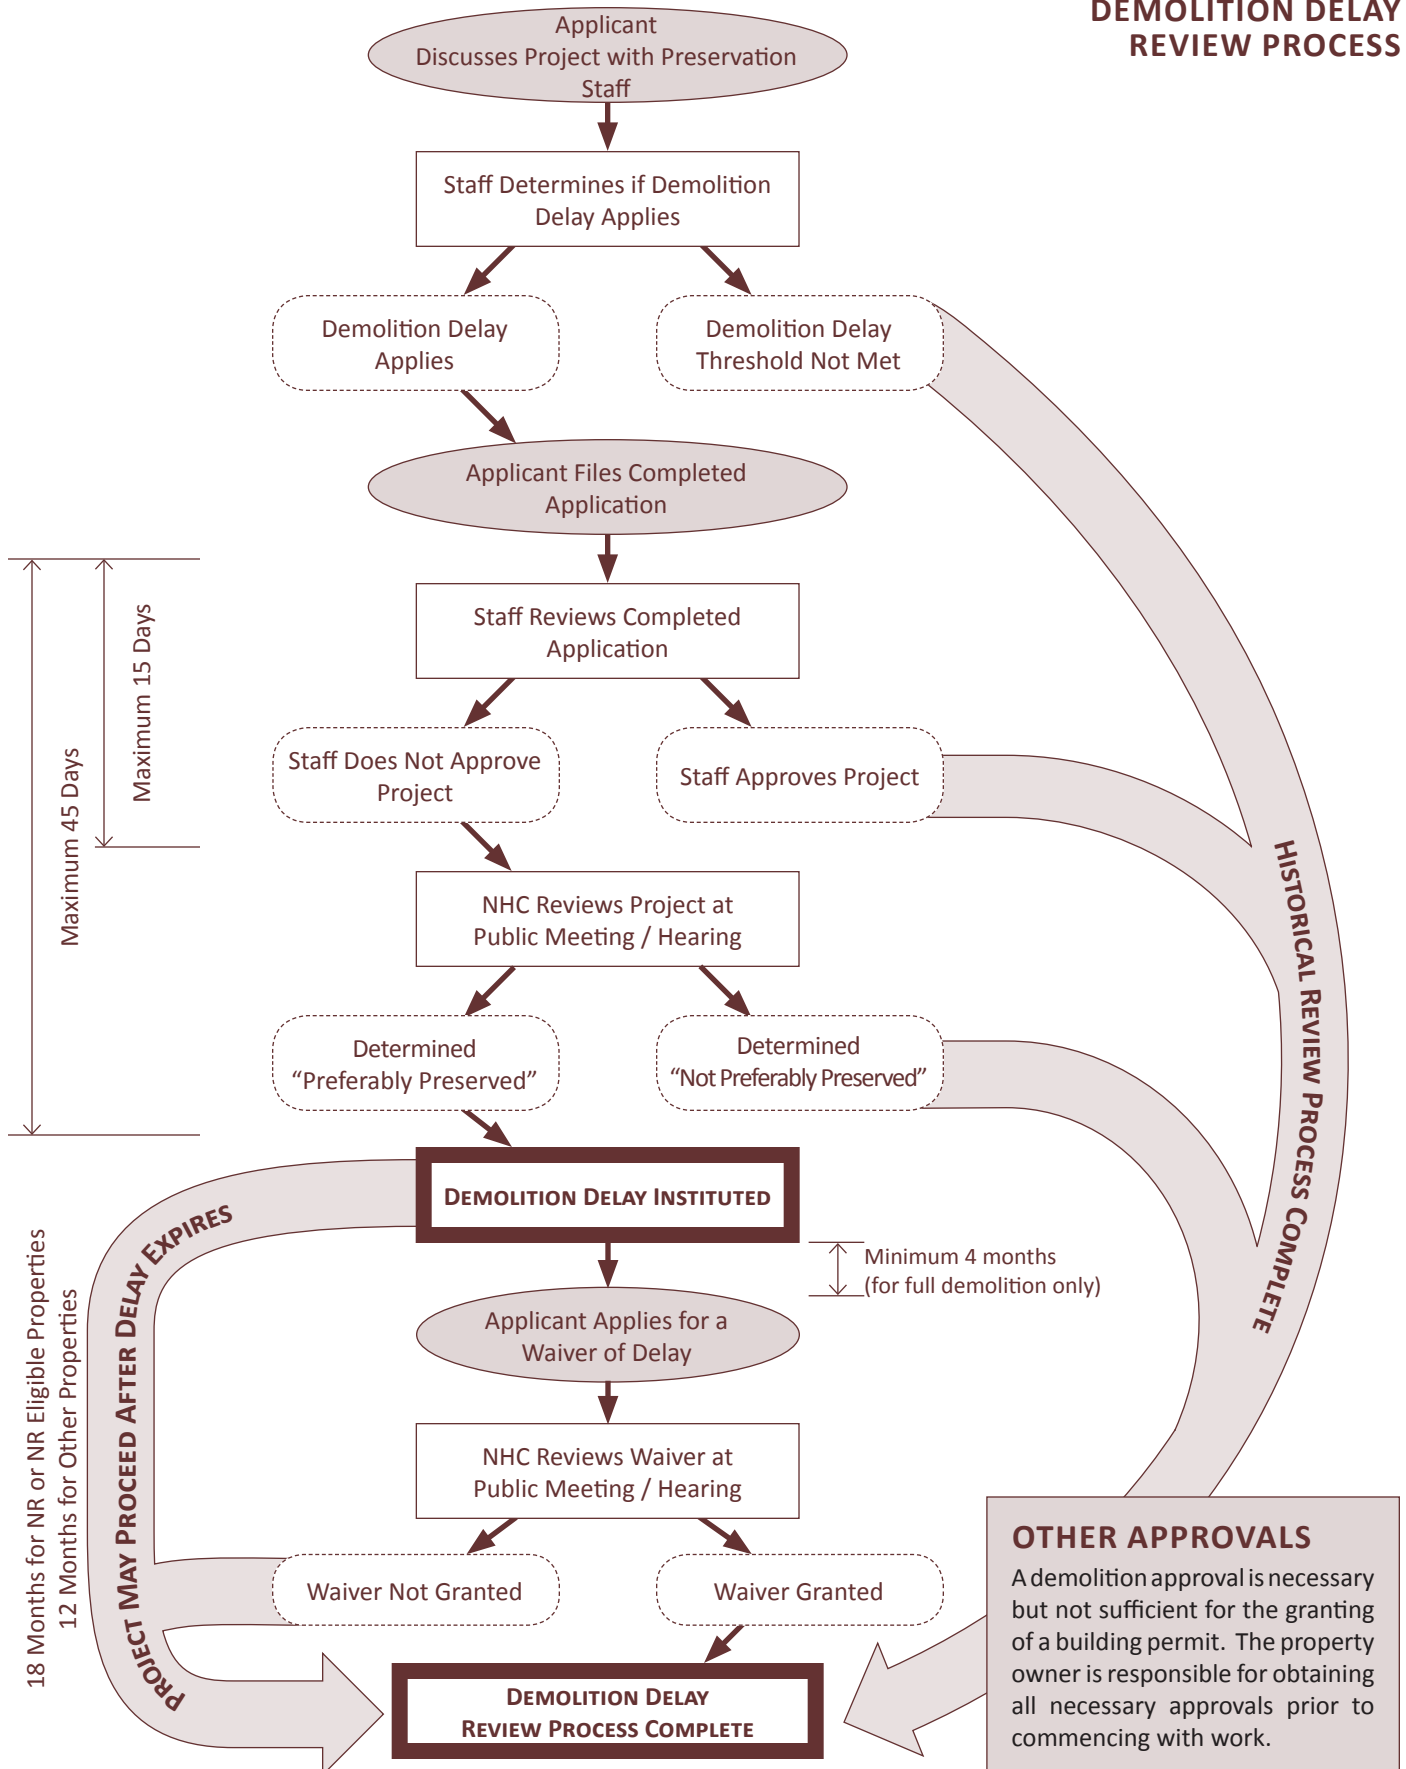 DEMOLITION DELAY
REVIEW PROCESS
Applicant
Discusses Project with Preservation
Staff
Staff Determines if Demolition
Delay Applies
Demolition Delay
Applies
Demolition Delay
Threshold Not Met
Applicant Files Completed
Application
Maximum 45 Days
Maximum 15 Days
Staff Reviews Completed
Application
Staff Does Not Approve
Project
Staff Approves Project
NHC Reviews Project at
Public Meeting / Hearing
Determined
“Preferably Preserved”
Determined
“Not Preferably Preserved”
HISTORICAL REVIEW PROCESS COMPLETE
DEMOLITION DELAY INSTITUTED
Minimum 4 months
(for full demolition only)
18 Months for NR or NR Eligible Properties
12 Months for Other Properties
PROJECT MAY PROCEED AFTER DELAY EXPIRES
Applicant Applies for a
Waiver of Delay
NHC Reviews Waiver at
Public Meeting / Hearing
Waiver Not Granted
Waiver Granted
DEMOLITION DELAY
REVIEW PROCESS COMPLETE
OTHER APPROVALS
A demolition approval is necessary
but not sufficient for the granting
of a building permit. The property
owner is responsible for obtaining
all necessary approvals prior to
commencing with work.